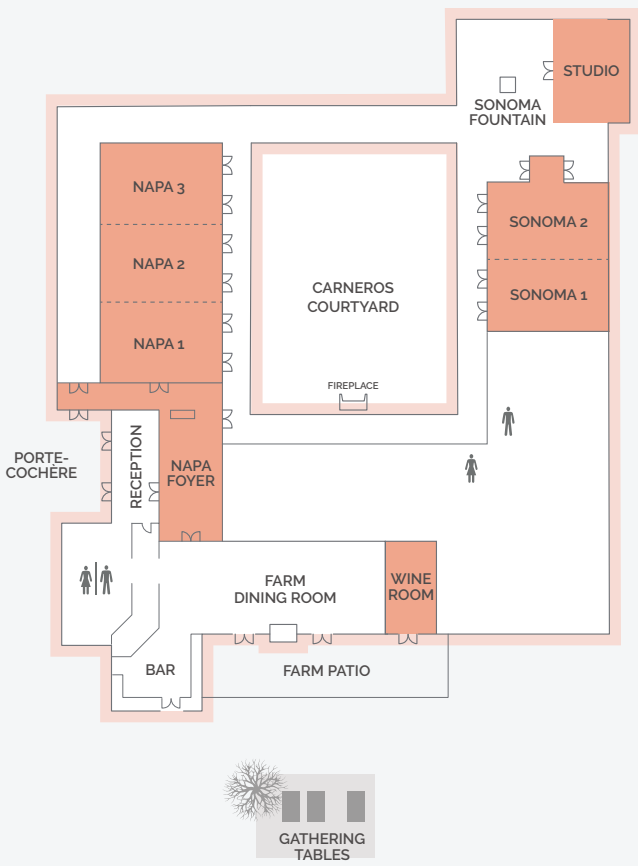 STUDIO
SONOMA
FOUNTAIN
NAPA 3
SONOMA 2
NAPA 2
CARNEROS
COURTYARD
SONOMA 1
NAPA 1
FIREPLACE
PORTE-
COCHÈRE
RECEPTION
NAPA
FOYER
FARM
DINING ROOM
WINE
ROOM
BAR
FARM PATIO
GATHERING
TABLES